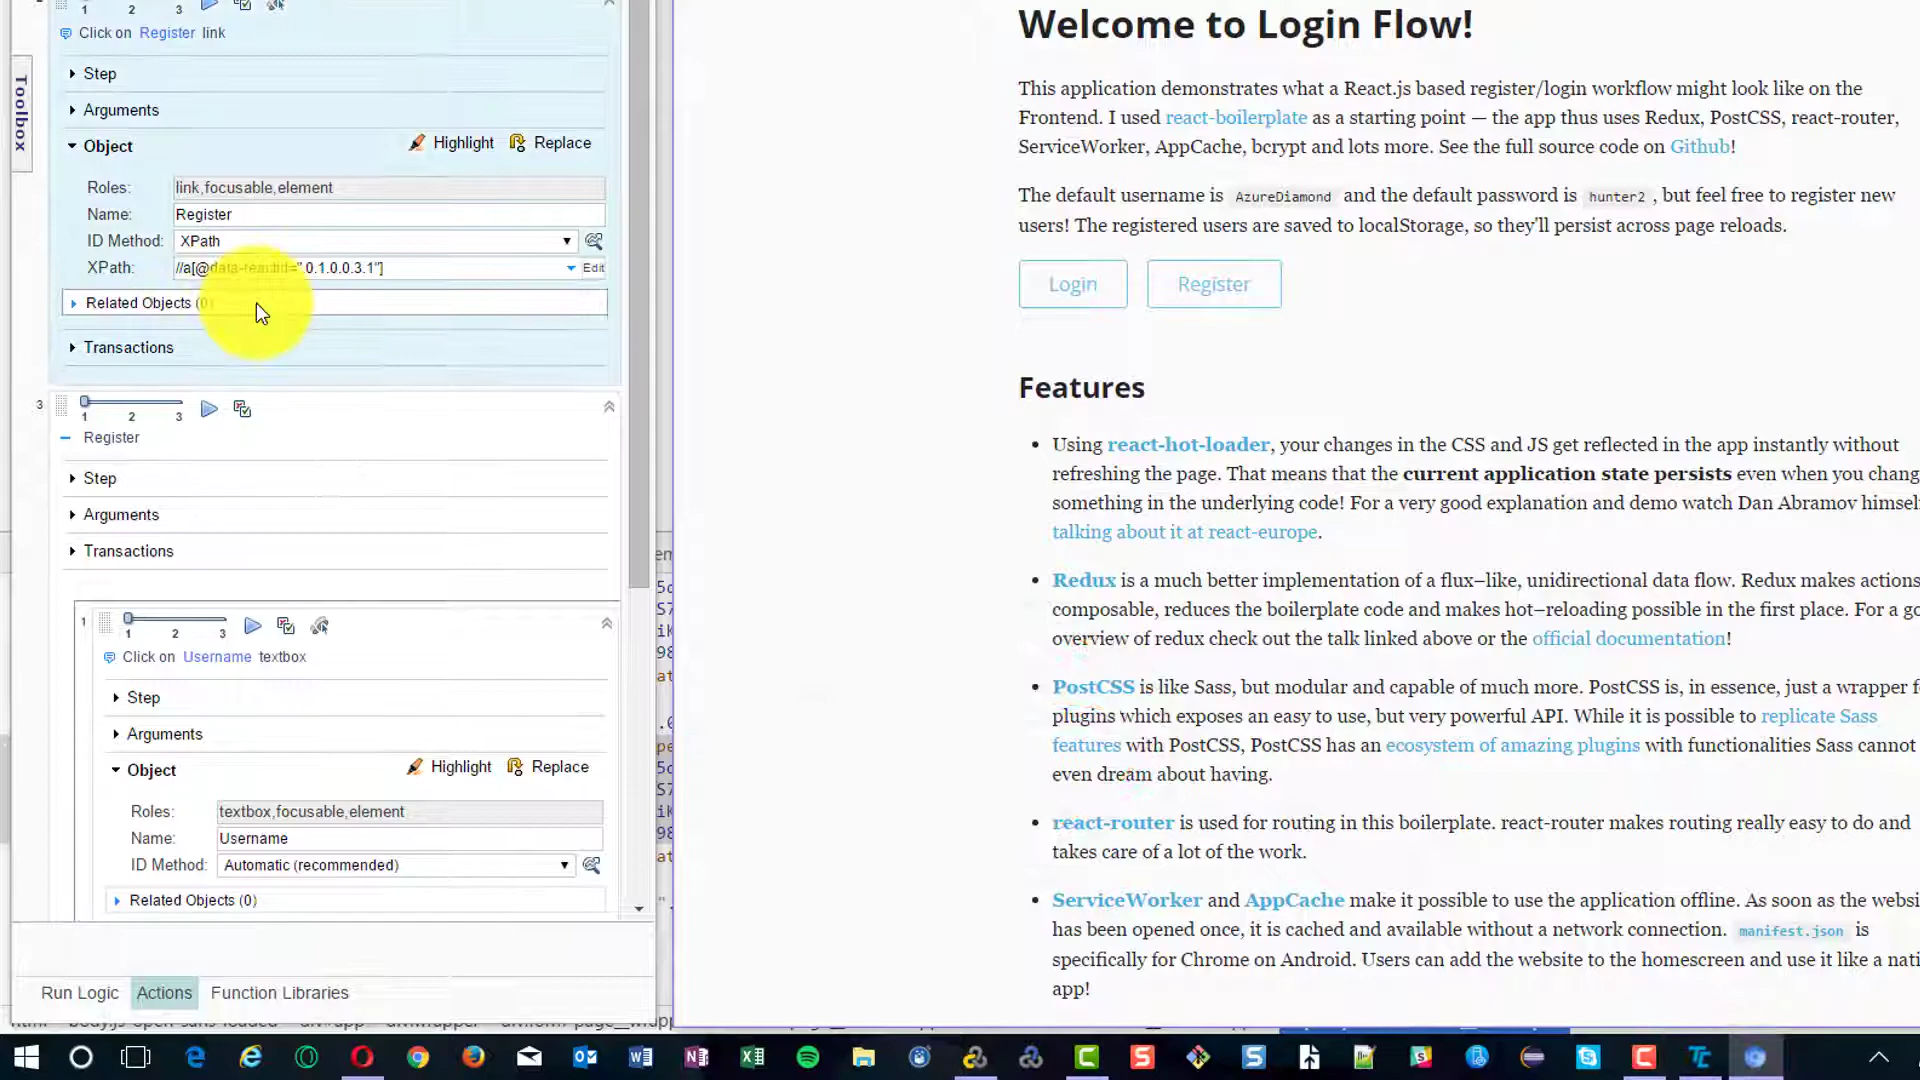 Toolbox
1 2 3
Click on Register link
Step
Arguments
Object
Highlight
Replace
Roles: link,focusable,element
Name: Register
ID Method: XPath
XPath: //a[@data-reactid=".0.1.0.0.3.1"]
Edit
Related Objects (0)
Transactions
3
1 2 3
Register
Step
Arguments
Transactions
1
1 2 3
Click on Username textbox
Step
Arguments
Object
Highlight
Replace
Roles: textbox,focusable,element
Name: Username
ID Method: Automatic (recommended)
Related Objects (0)
Run Logic
Actions
Function Libraries
Welcome to Login Flow!
This application demonstrates what a React.js based register/login workflow might look like on the
Frontend. I used react-boilerplate as a starting point — the app thus uses Redux, PostCSS, react-router,
ServiceWorker, AppCache, bcrypt and lots more. See the full source code on Github!
The default username is AzureDiamond and the default password is hunter2 , but feel free to register new
users! The registered users are saved to localStorage, so they'll persist across page reloads.
Login
Register
Features
Using react-hot-loader, your changes in the CSS and JS get reflected in the app instantly without
refreshing the page. That means that the current application state persists even when you chang
something in the underlying code! For a very good explanation and demo watch Dan Abramov himsel
talking about it at react-europe.
Redux is a much better implementation of a flux–like, unidirectional data flow. Redux makes actions
composable, reduces the boilerplate code and makes hot–reloading possible in the first place. For a go
overview of redux check out the talk linked above or the official documentation!
PostCSS is like Sass, but modular and capable of much more. PostCSS is, in essence, just a wrapper f
plugins which exposes an easy to use, but very powerful API. While it is possible to replicate Sass
features with PostCSS, PostCSS has an ecosystem of amazing plugins with functionalities Sass cannot
even dream about having.
react-router is used for routing in this boilerplate. react-router makes routing really easy to do and
takes care of a lot of the work.
ServiceWorker and AppCache make it possible to use the application offline. As soon as the websi
has been opened once, it is cached and available without a network connection. manifest.json is
specifically for Chrome on Android. Users can add the website to the homescreen and use it like a nati
app!